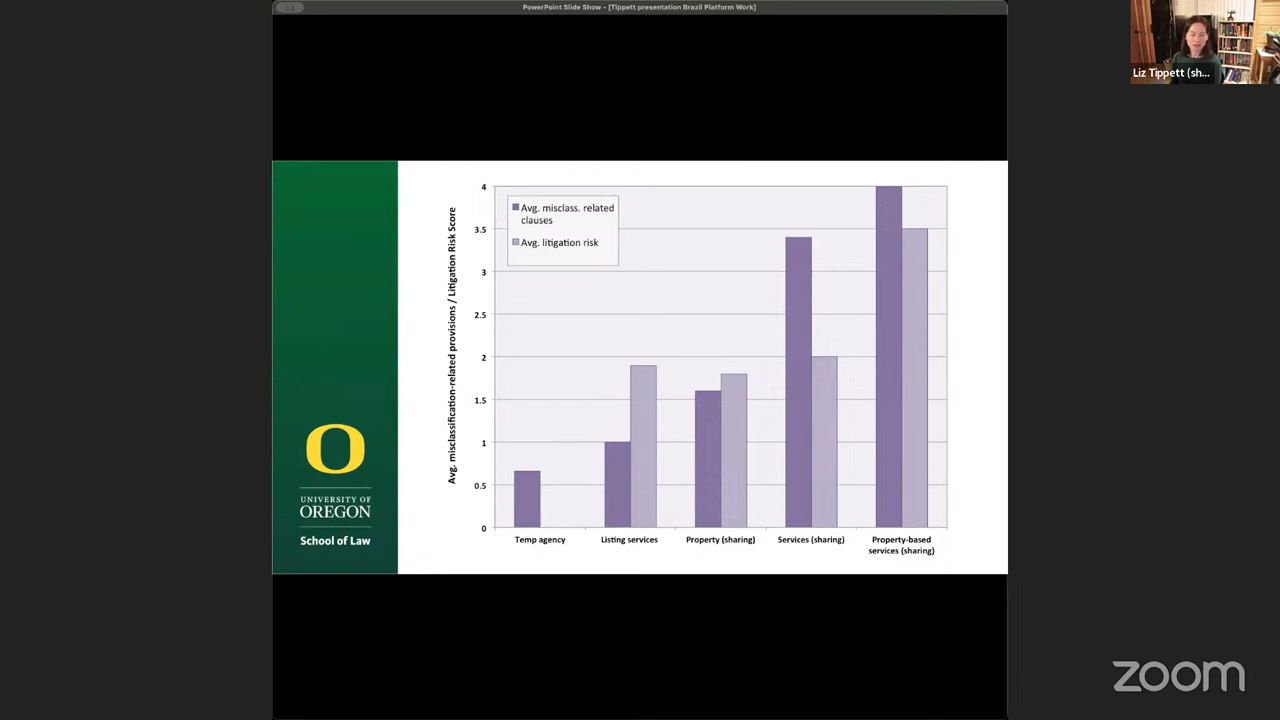 PowerPoint Slide Show - [Tippett presentation Brazil Platform Work]
Liz Tippett (sh...
Avg. misclassification-related provisions / Litigation Risk Score
4
3.5
3
2.5
2
1.5
1
0.5
0
Avg. misclass. related
clauses
Avg. litigation risk
Temp agency
Listing services
Property (sharing)
Services (sharing)
Property-based
services (sharing)
O
UNIVERSITY OF
OREGON
School of Law
zoom